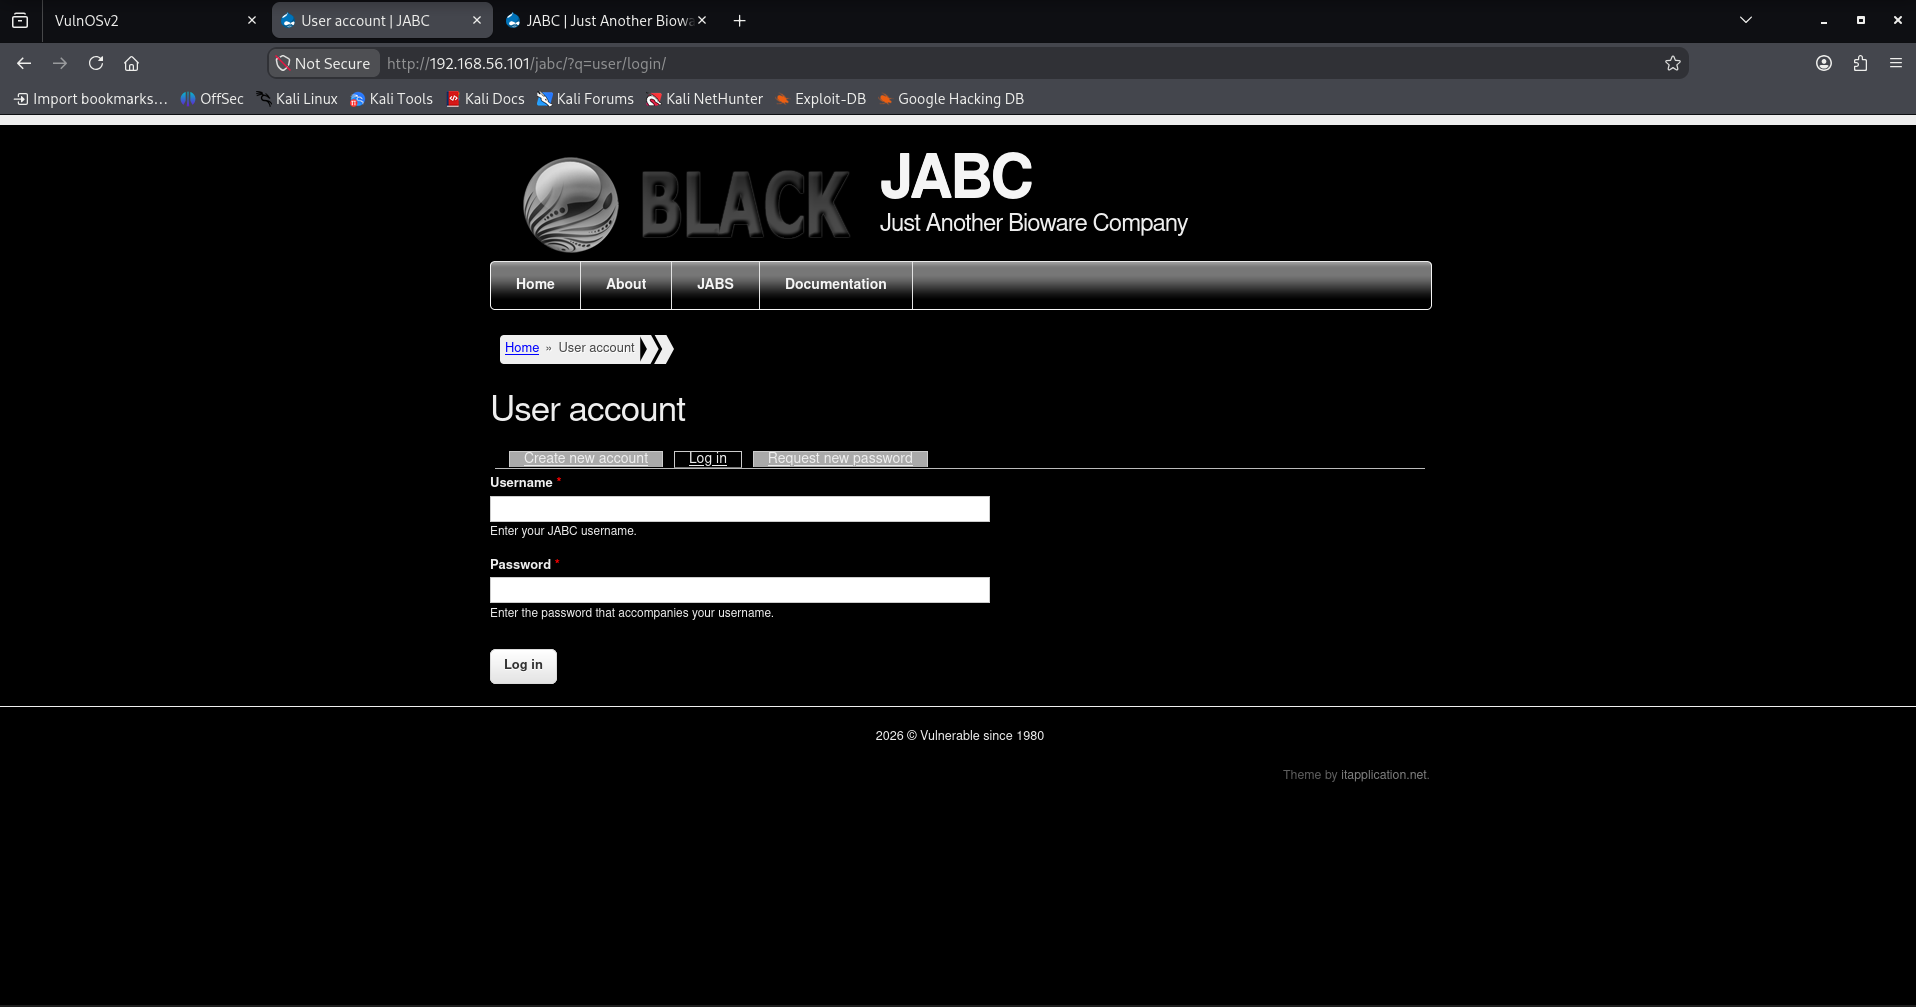 VulnOSv2
User account | JABC
JABC | Just Another Biowa
Not Secure
http://192.168.56.101/jabc/?q=user/login/
Import bookmarks...
OffSec
Kali Linux
Kali Tools
Kali Docs
Kali Forums
Kali NetHunter
Exploit-DB
Google Hacking DB
BLACK
JABC
Just Another Bioware Company
Home
About
JABS
Documentation
Home » User account
User account
Create new account
Log in
Request new password
Username *
Enter your JABC username.
Password *
Enter the password that accompanies your username.
Log in
2026 © Vulnerable since 1980
Theme by itapplication.net.